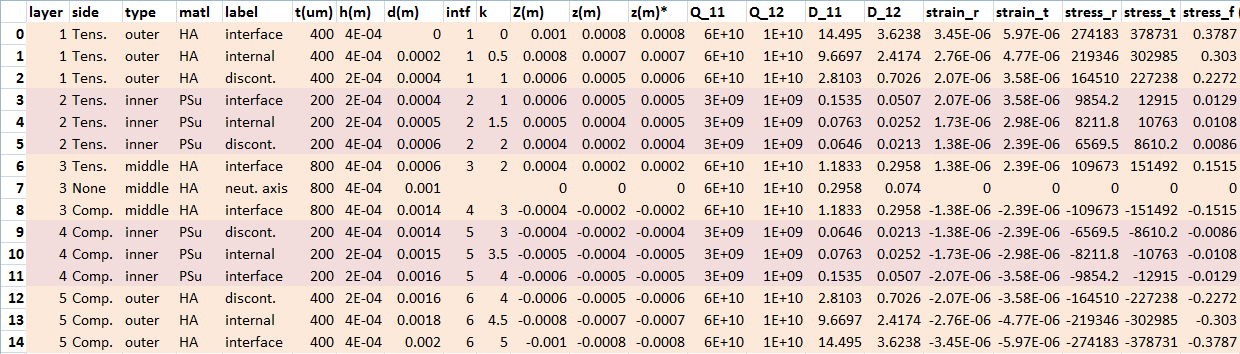 layer side type matl label t(um) h(m) d(m) intf k Z(m) z(m) z(m)* Q_11 Q_12 D_11 D_12 strain_r strain_t stress_r stress_t stress_f (
0 1 Tens. outer HA interface 400 4E-04 0 1 0 0.001 0.0008 0.0008 6E+10 1E+10 14.495 3.6238 3.45E-06 5.97E-06 274183 378731 0.3787
1 1 Tens. outer HA internal 400 4E-04 0.0002 1 0.5 0.0008 0.0007 0.0007 6E+10 1E+10 9.6697 2.4174 2.76E-06 4.77E-06 219346 302985 0.303
2 1 Tens. outer HA discont. 400 4E-04 0.0004 1 1 0.0006 0.0005 0.0006 6E+10 1E+10 2.8103 0.7026 2.07E-06 3.58E-06 164510 227238 0.2272
3 2 Tens. inner PSu interface 200 2E-04 0.0004 2 1 0.0006 0.0005 0.0005 3E+09 1E+09 0.1535 0.0507 2.07E-06 3.58E-06 9854.2 12915 0.0129
4 2 Tens. inner PSu internal 200 2E-04 0.0005 2 1.5 0.0005 0.0004 0.0005 3E+09 1E+09 0.0763 0.0252 1.73E-06 2.98E-06 8211.8 10763 0.0108
5 2 Tens. inner PSu discont. 200 2E-04 0.0006 2 2 0.0004 0.0002 0.0004 3E+09 1E+09 0.0646 0.0213 1.38E-06 2.39E-06 6569.5 8610.2 0.0086
6 3 Tens. middle HA interface 800 4E-04 0.0006 3 2 0.0004 0.0002 0.0002 6E+10 1E+10 1.1833 0.2958 1.38E-06 2.39E-06 109673 151492 0.1515
7 3 None middle HA neut. axis 800 4E-04 0.001 0 0 0 6E+10 1E+10 0.2958 0.074 0 0 0 0 0
8 3 Comp. middle HA interface 800 4E-04 0.0014 4 3 -0.0004 -0.0002 -0.0002 6E+10 1E+10 1.1833 0.2958 -1.38E-06 -2.39E-06 -109673 -151492 -0.1515
9 4 Comp. inner PSu discont. 200 2E-04 0.0014 5 3 -0.0004 -0.0002 -0.0004 3E+09 1E+09 0.0646 0.0213 -1.38E-06 -2.39E-06 -6569.5 -8610.2 -0.0086
10 4 Comp. inner PSu internal 200 2E-04 0.0015 5 3.5 -0.0005 -0.0004 -0.0005 3E+09 1E+09 0.0763 0.0252 -1.73E-06 -2.98E-06 -8211.8 -10763 -0.0108
11 4 Comp. inner PSu interface 200 2E-04 0.0016 5 4 -0.0006 -0.0005 -0.0005 3E+09 1E+09 0.1535 0.0507 -2.07E-06 -3.58E-06 -9854.2 -12915 -0.0129
12 5 Comp. outer HA discont. 400 2E-04 0.0016 6 4 -0.0006 -0.0005 -0.0006 6E+10 1E+10 2.8103 0.7026 -2.07E-06 -3.58E-06 -164510 -227238 -0.2272
13 5 Comp. outer HA internal 400 4E-04 0.0018 6 4.5 -0.0008 -0.0007 -0.0007 6E+10 1E+10 9.6697 2.4174 -2.76E-06 -4.77E-06 -219346 -302985 -0.303
14 5 Comp. outer HA interface 400 4E-04 0.002 6 5 -0.001 -0.0008 -0.0008 6E+10 1E+10 14.495 3.6238 -3.45E-06 -5.97E-06 -274183 -378731 -0.3787